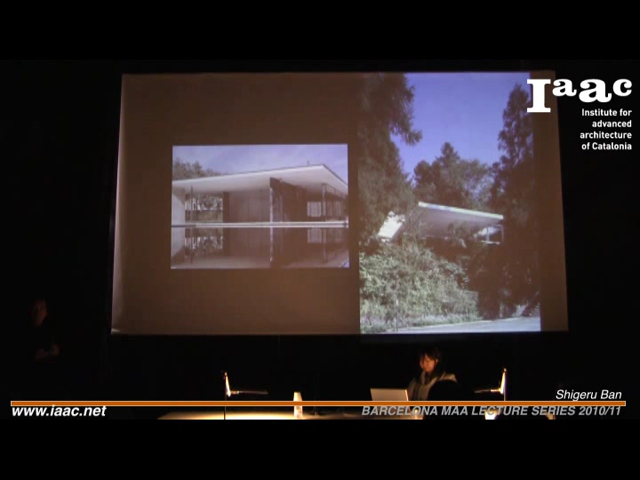 Iaac
Institute for
advanced
architecture
of Catalonia
Shigeru Ban
www.iaac.net
BARCELONA MAA LECTURE SERIES 2010/11